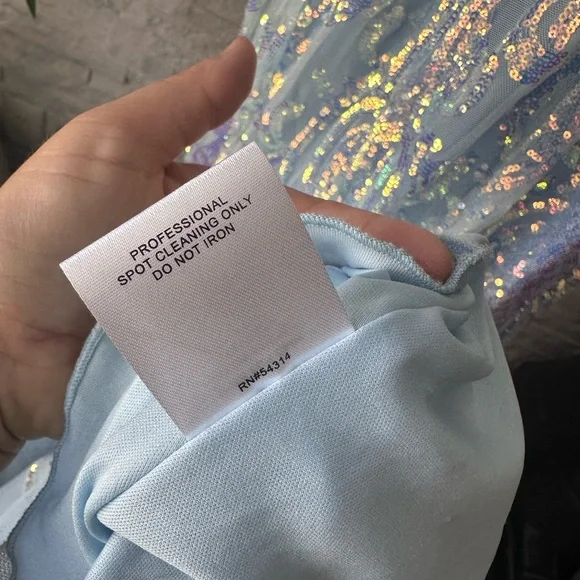 PROFESSIONAL
SPOT CLEANING ONLY
DO NOT IRON
RN#54314